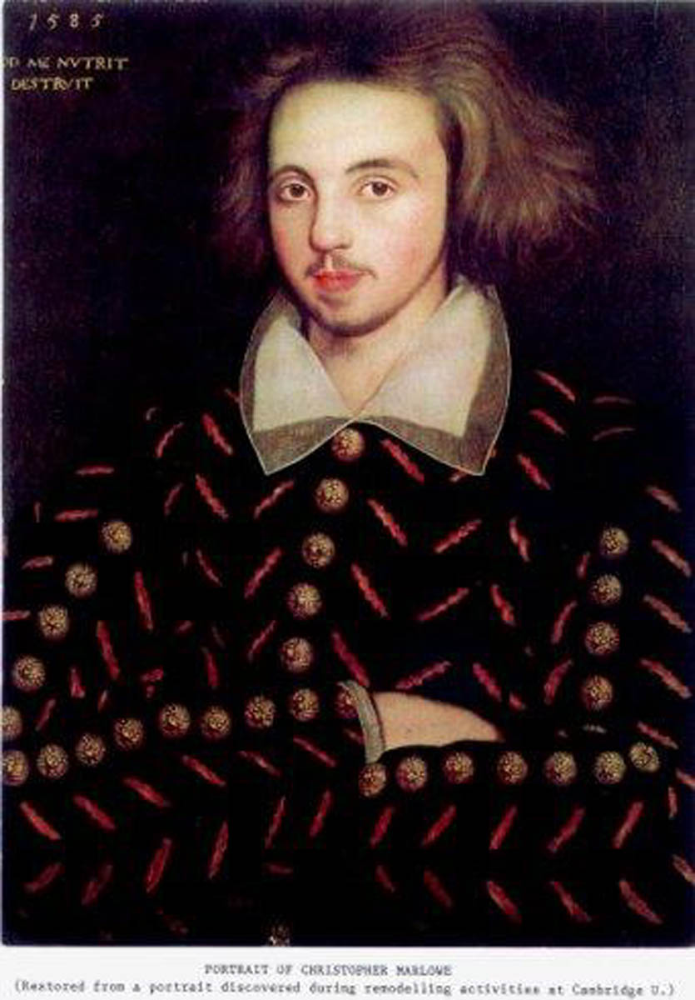 1585
OD ME NVTRIT
DESTRVIT
PORTRAIT OF CHRISTOPHER MARLOWE
(Restored from a portrait discovered during remodelling activities at Cambridge U.)